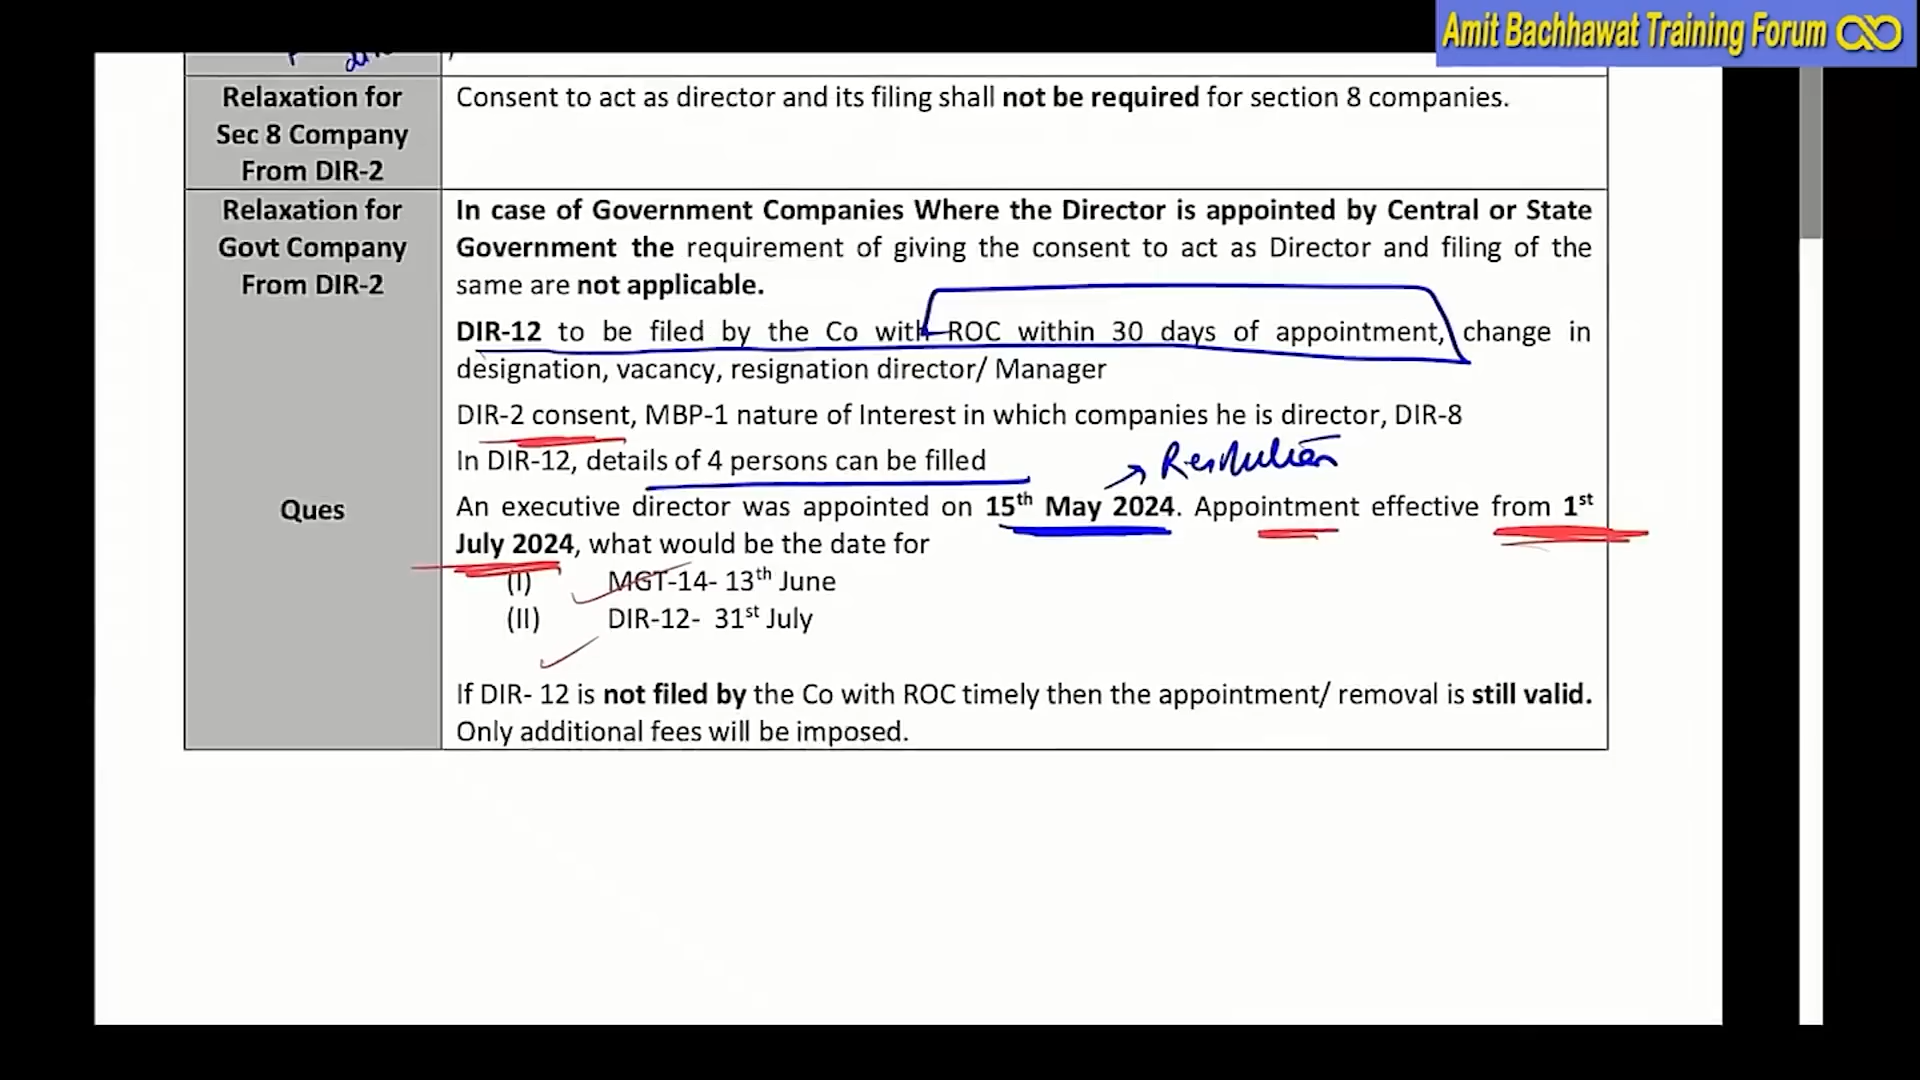 Amit Bachhawat Training Forum
Relaxation for
Sec 8 Company
From DIR-2
Consent to act as director and its filing shall not be required for section 8 companies.
Relaxation for
Govt Company
From DIR-2
In case of Government Companies Where the Director is appointed by Central or State
Government the requirement of giving the consent to act as Director and filing of the
same are not applicable.
DIR-12 to be filed by the Co with ROC within 30 days of appointment, change in
designation, vacancy, resignation director/ Manager
DIR-2 consent, MBP-1 nature of Interest in which companies he is director, DIR-8
In DIR-12, details of 4 persons can be filled
Resolution
Ques
An executive director was appointed on 15th May 2024. Appointment effective from 1st
July 2024, what would be the date for
(I) MGT-14- 13th June
(II) DIR-12- 31st July
If DIR- 12 is not filed by the Co with ROC timely then the appointment/ removal is still valid.
Only additional fees will be imposed.